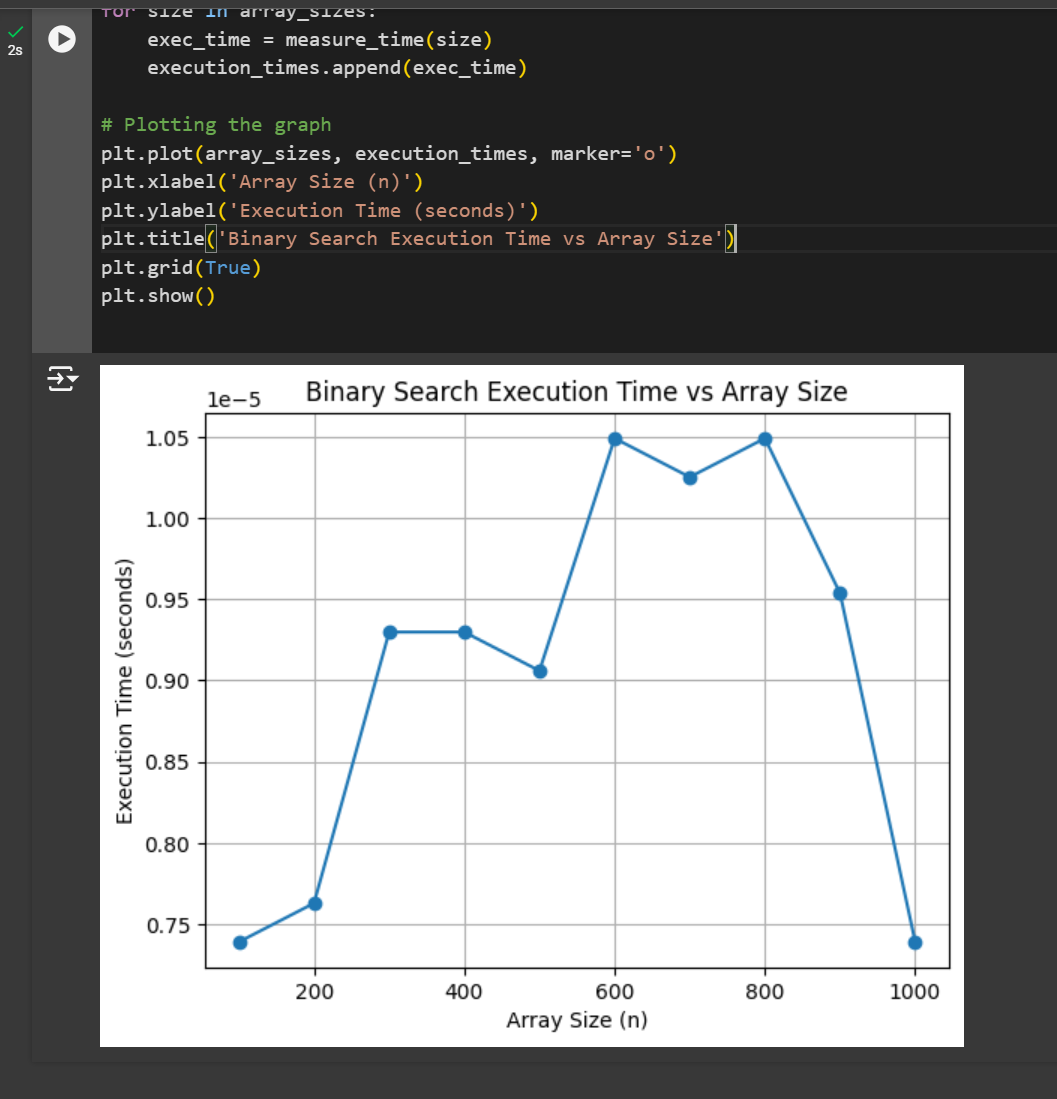 for size in array_sizes:
2s
    exec_time = measure_time(size)
    execution_times.append(exec_time)
# Plotting the graph
plt.plot(array_sizes, execution_times, marker='o')
plt.xlabel('Array Size (n)')
plt.ylabel('Execution Time (seconds)')
plt.title('Binary Search Execution Time vs Array Size')
plt.grid(True)
plt.show()
Binary Search Execution Time vs Array Size
1e−5
1.05
1.00
0.95
0.90
0.85
0.80
0.75
Execution Time (seconds)
200 400 600 800 1000
Array Size (n)